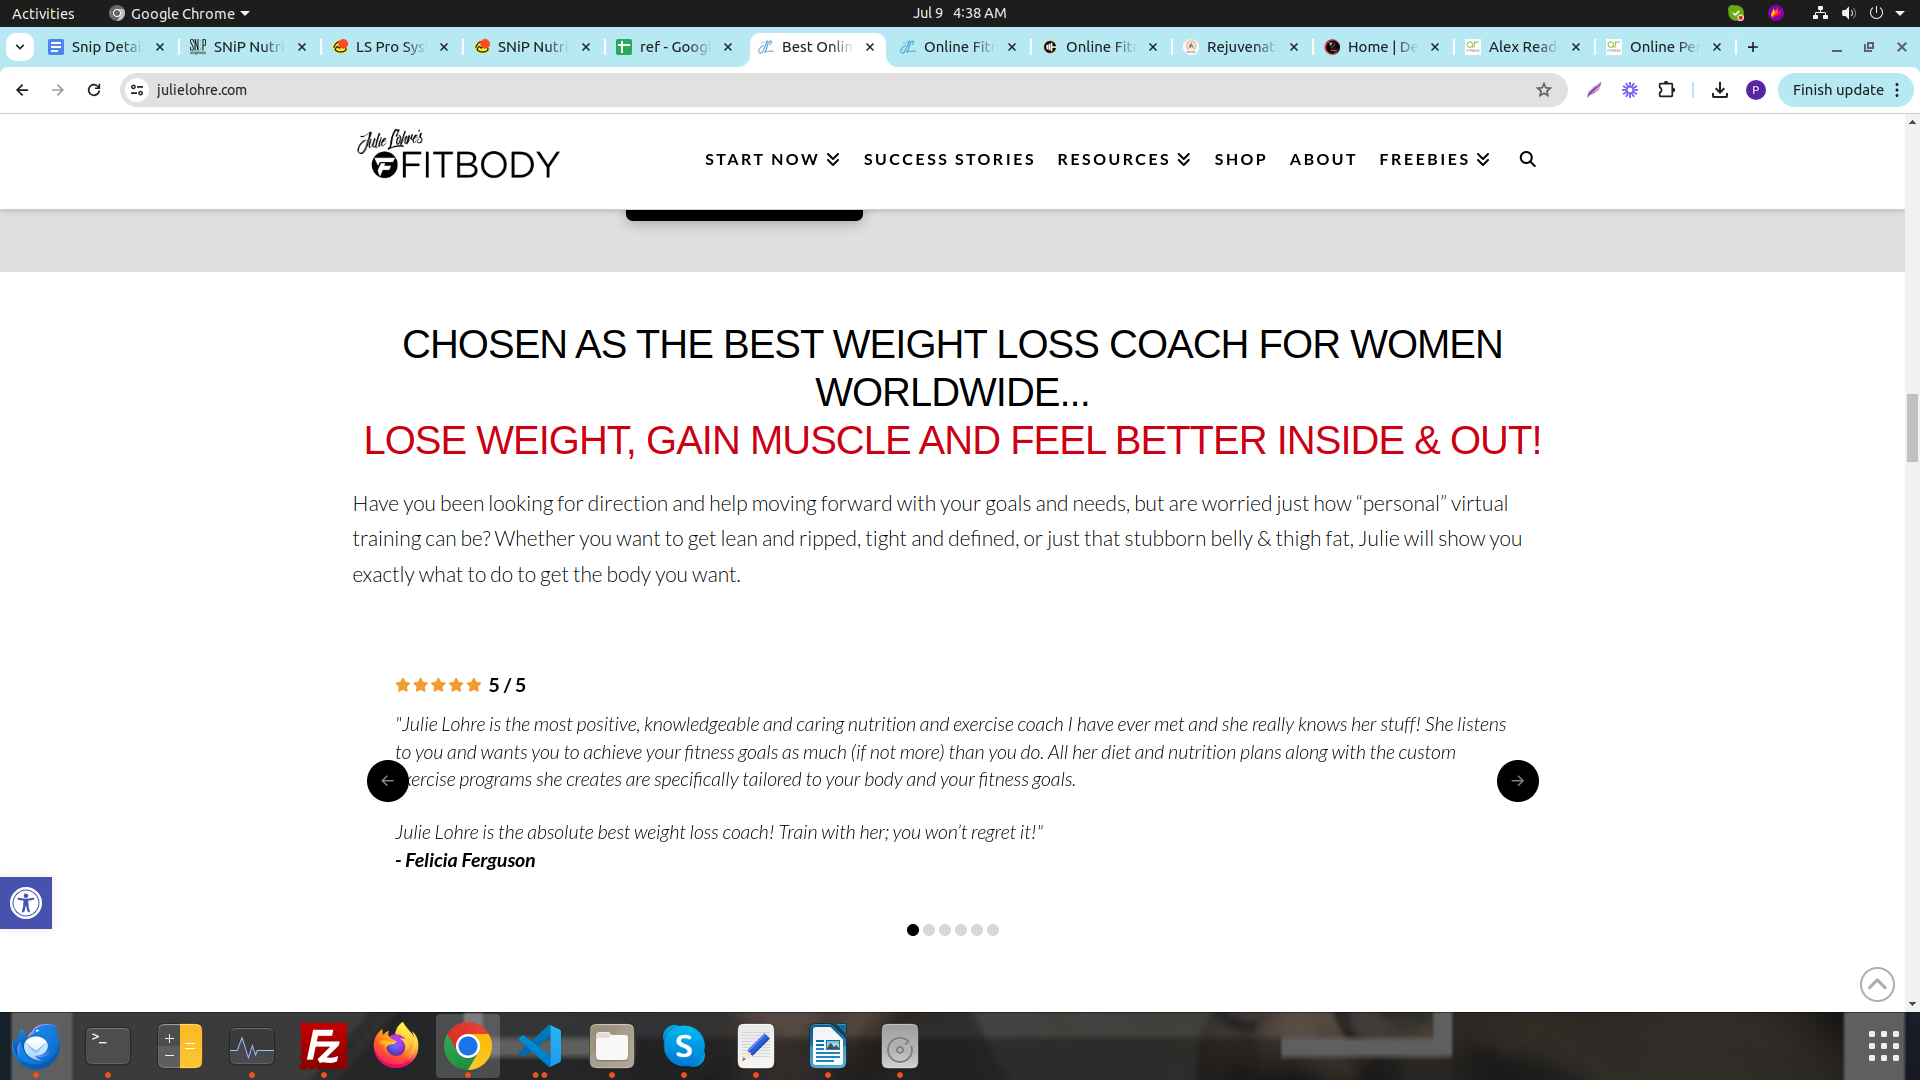 Activities
Google Chrome
Jul 9 4:38 AM
Snip Detai
SNiP Nutri
LS Pro Sys
SNiP Nutri
ref - Googl
Best Onlin
Online Fitn
Online Fit
Rejuvenat
Home | De
Alex Read
Online Per
julielohre.com
P
Finish update
Julie Lohre's
FITBODY
START NOW
SUCCESS STORIES
RESOURCES
SHOP
ABOUT
FREEBIES
CHOSEN AS THE BEST WEIGHT LOSS COACH FOR WOMEN
WORLDWIDE...
LOSE WEIGHT, GAIN MUSCLE AND FEEL BETTER INSIDE & OUT!
Have you been looking for direction and help moving forward with your goals and needs, but are worried just how “personal” virtual
training can be? Whether you want to get lean and ripped, tight and defined, or just that stubborn belly & thigh fat, Julie will show you
exactly what to do to get the body you want.
5 / 5
"Julie Lohre is the most positive, knowledgeable and caring nutrition and exercise coach I have ever met and she really knows her stuff! She listens
to you and wants you to achieve your fitness goals as much (if not more) than you do. All her diet and nutrition plans along with the custom
exercise programs she creates are specifically tailored to your body and your fitness goals.
Julie Lohre is the absolute best weight loss coach! Train with her; you won’t regret it!"
- Felicia Ferguson